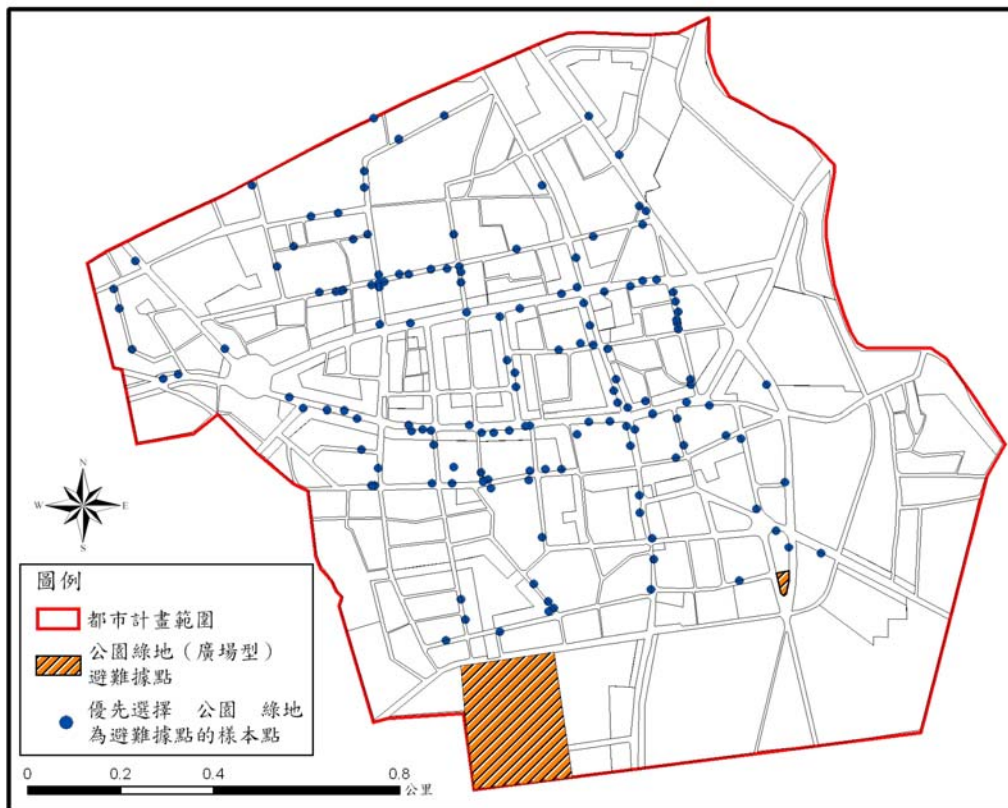 N
W
E
S
圖例
都市計畫範圍
公園綠地（廣場型）
避難據點
優先選擇 公園 綠地
為避難據點的樣本點
0 0.2 0.4 0.8
公里